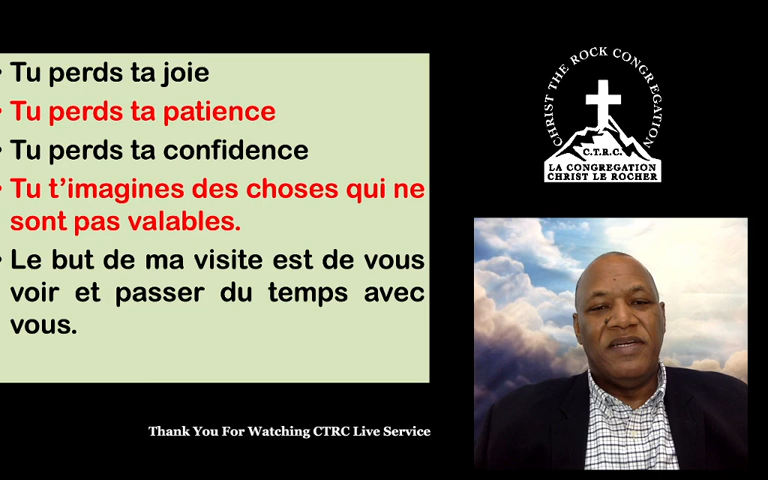 • Tu perds ta joie
• Tu perds ta patience
• Tu perds ta confidence
• Tu t’imagines des choses qui ne
sont pas valables.
• Le but de ma visite est de vous
voir et passer du temps avec
vous.
CHRIST THE ROCK CONGREGATION
C.T.R.C.
LA CONGREGATION
CHRIST LE ROCHER
Thank You For Watching CTRC Live Service